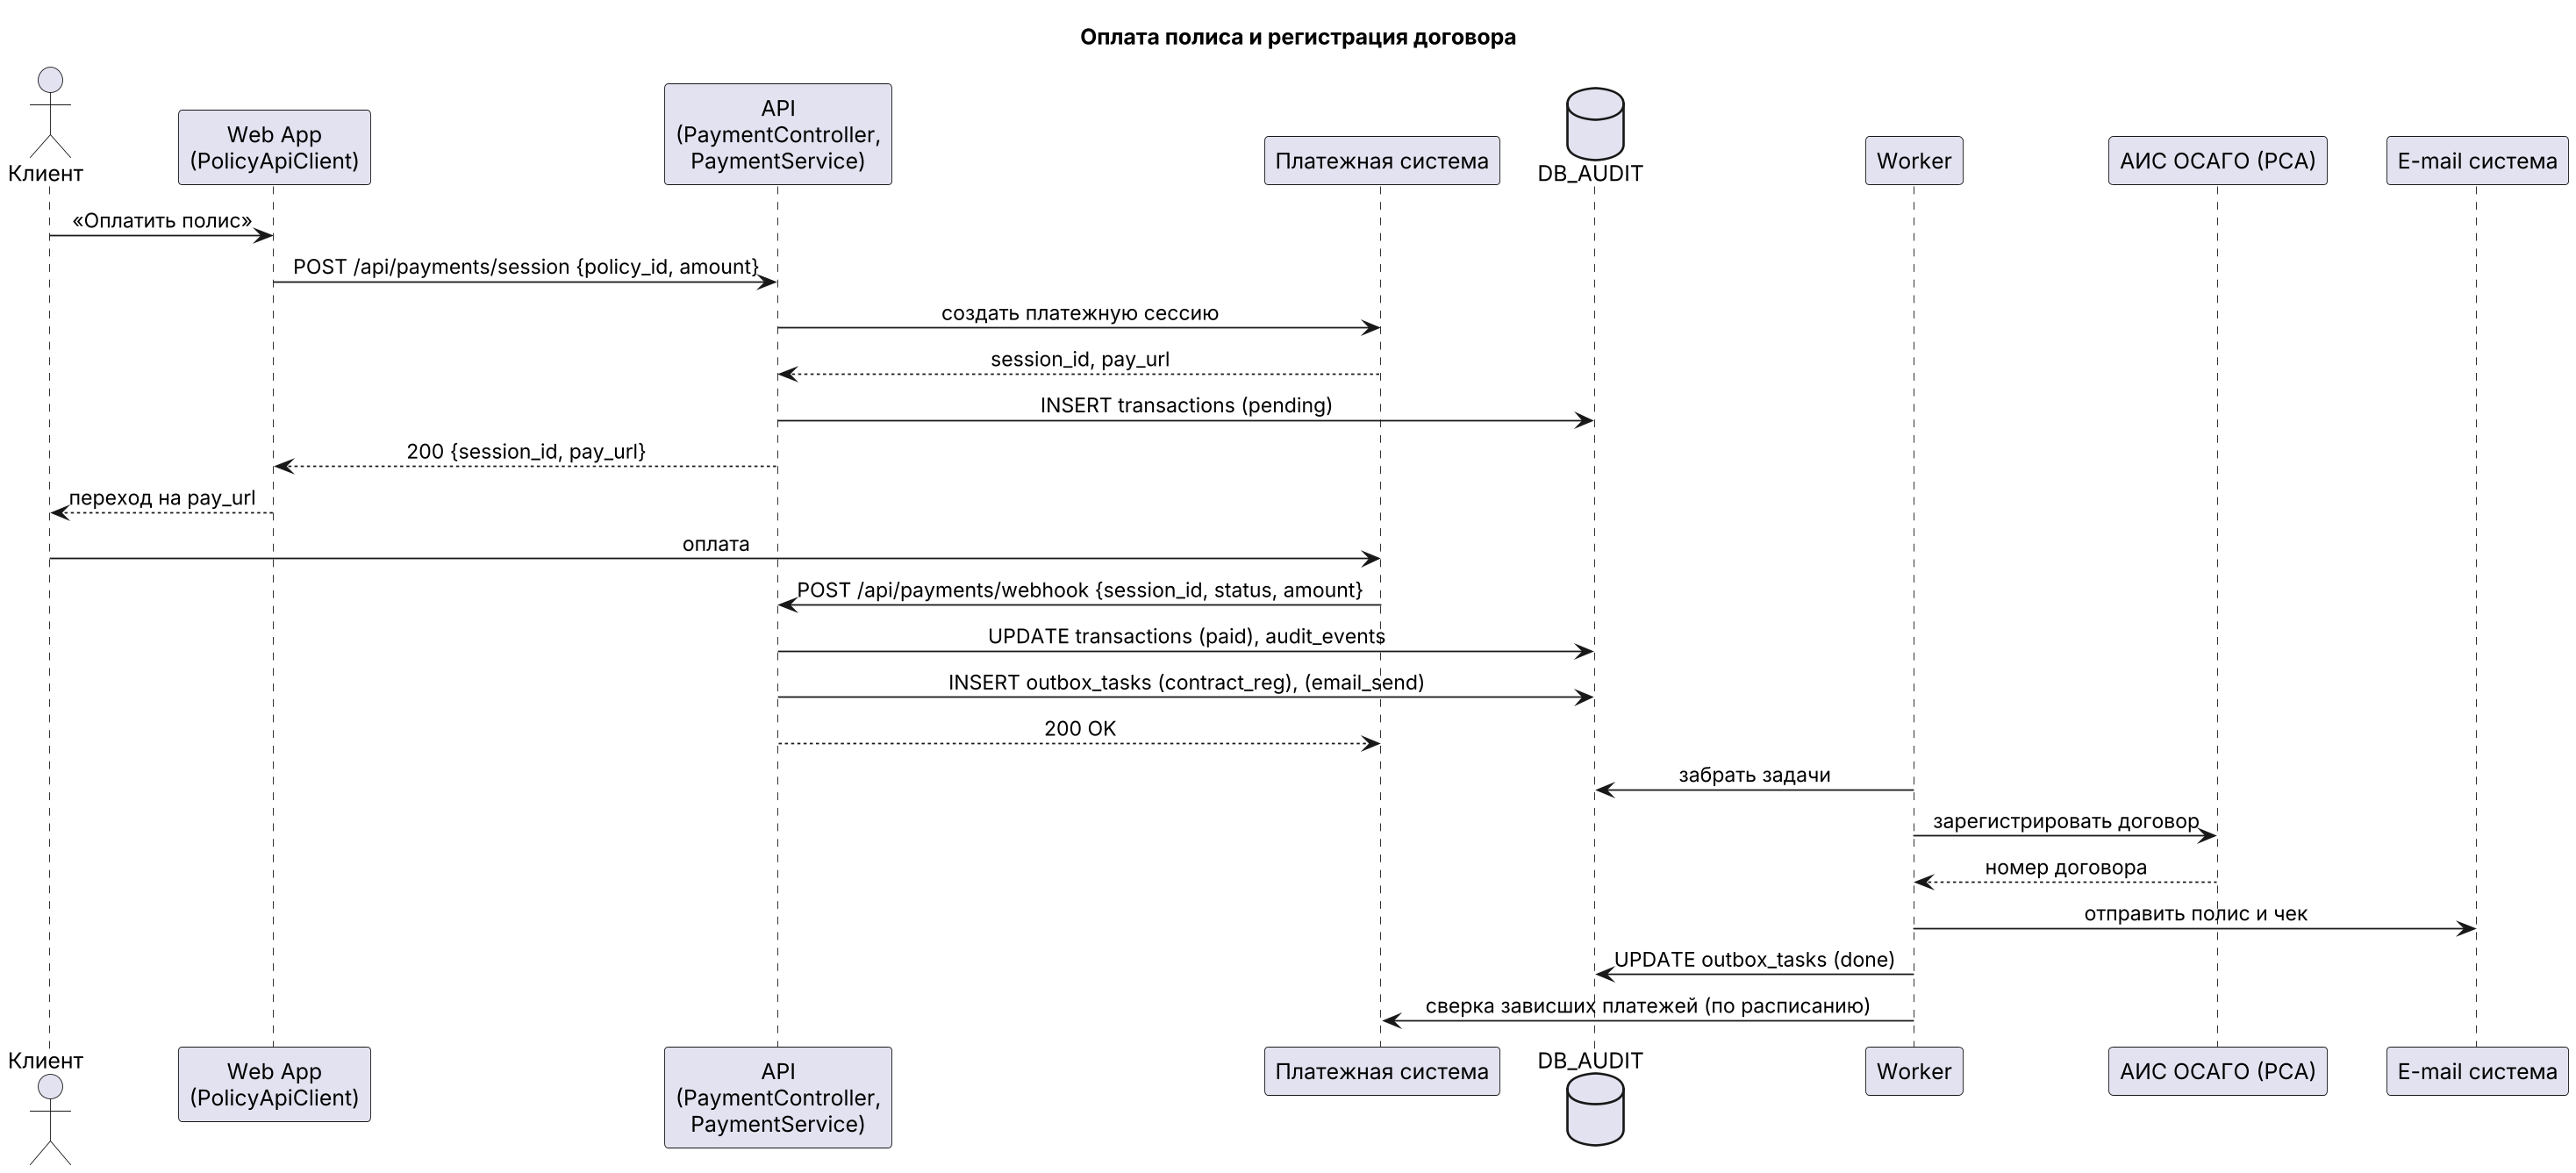 Оплата полиса и регистрация договора
Клиент
Web App
(PolicyApiClient)
API
(PaymentController,
PaymentService)
Платежная система
DB_AUDIT
Worker
АИС ОСАГО (РСА)
E-mail система
«Оплатить полис»
POST /api/payments/session {policy_id, amount}
создать платежную сессию
session_id, pay_url
INSERT transactions (pending)
200 {session_id, pay_url}
переход на pay_url
оплата
POST /api/payments/webhook {session_id, status, amount}
UPDATE transactions (paid), audit_events
INSERT outbox_tasks (contract_reg), (email_send)
200 OK
забрать задачи
зарегистрировать договор
номер договора
отправить полис и чек
UPDATE outbox_tasks (done)
сверка зависших платежей (по расписанию)
Клиент
Web App
(PolicyApiClient)
API
(PaymentController,
PaymentService)
Платежная система
DB_AUDIT
Worker
АИС ОСАГО (РСА)
E-mail система